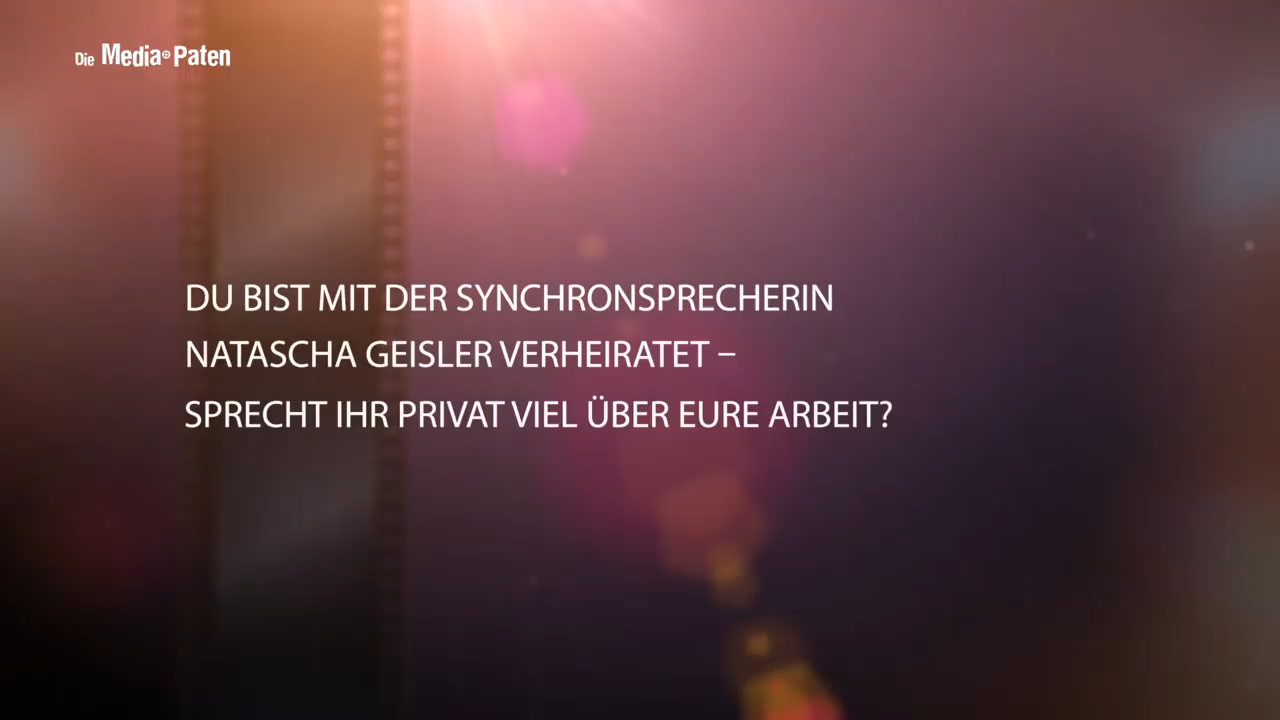 Die Media Paten
DU BIST MIT DER SYNCHRONSPRECHERIN
NATASCHA GEISLER VERHEIRATET –
SPRECHT IHR PRIVAT VIEL ÜBER EURE ARBEIT?